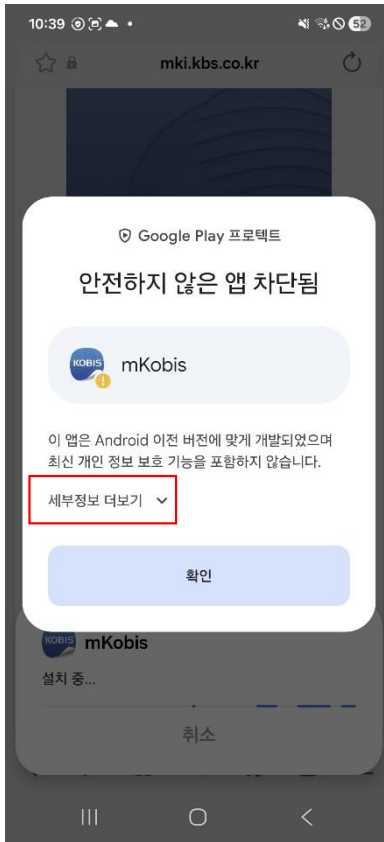 10:39
52
mki.kbs.co.kr
Google Play 프로텍트
안전하지 않은 앱 차단됨
KOBIS
mKobis
이 앱은 Android 이전 버전에 맞게 개발되었으며
최신 개인 정보 보호 기능을 포함하지 않습니다.
세부정보 더보기
확인
KOBIS
mKobis
설치 중...
취소